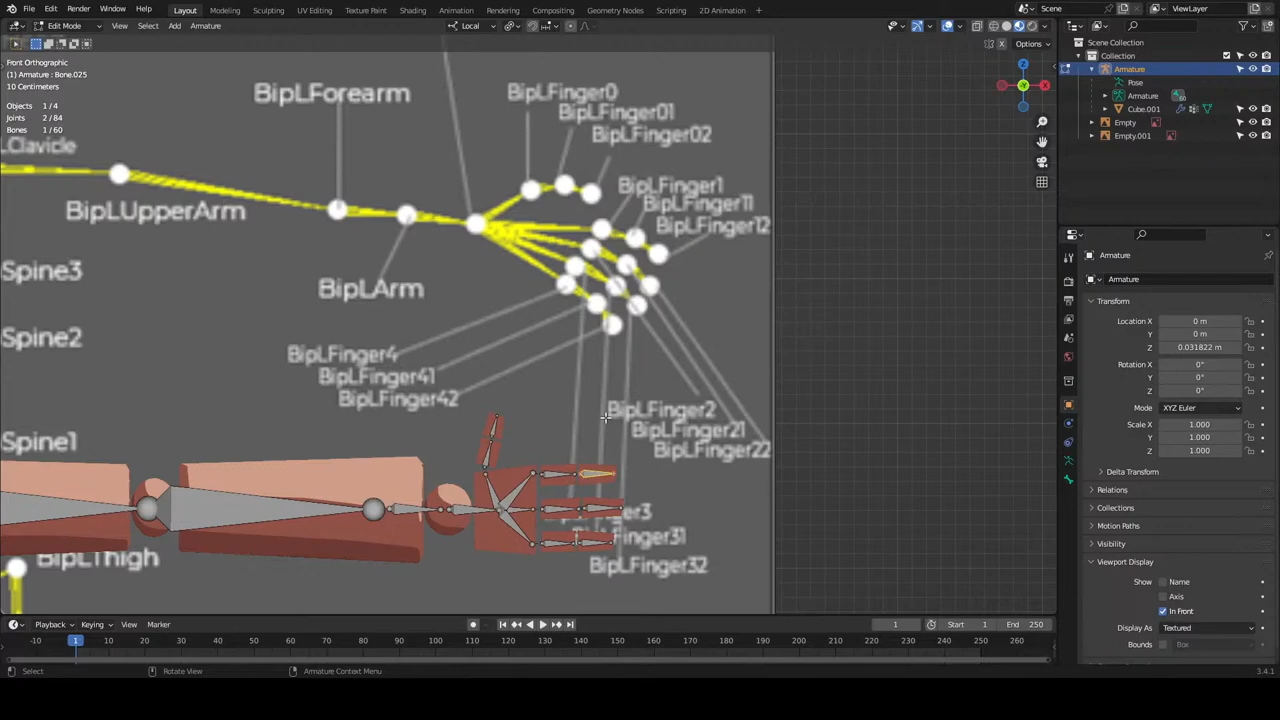 File Edit Render Window Help Layout Modeling Sculpting UV Editing Texture Paint Shading Animation Rendering Compositing Geometry Nodes Scripting 2D Animation Scene ViewLayer
Edit Mode View Select Add Armature Local Options
Front Orthographic
(1) Armature : Bone.025
10 Centimeters
Objects 1/4
Joints 2/84
Bones 1/60
BipLForearm
BipLFinger0
BipLFinger01
BipLFinger02
LClavicle
BipLUpperArm
BipLFinger1
BipLFinger11
BipLFinger12
Spine3
BipLArm
Spine2
BipLFinger4
BipLFinger41
BipLFinger42
BipLFinger2
BipLFinger21
BipLFinger22
Spine1
BipLThigh
BipLFinger32
Scene Collection
Collection
Armature
Pose
Armature 60
Cube.001
Empty
Empty.001
Armature
Armature
Transform
Location X 0 m
Y 0 m
Z 0.031822 m
Rotation X 0°
Y 0°
Z 0°
Mode XYZ Euler
Scale X 1.000
Y 1.000
Z 1.000
Delta Transform
Relations
Collections
Motion Paths
Visibility
Viewport Display
Show Name
Axis
In Front
Display As Textured
Bounds Box
Playback Keying View Marker 1 Start 1 End 250
-10 1 10 20 30 40 50 60 70 80 90 100 110 120 130 140 150 160 170 180 190 200 210 220 230 240 250 260
Select Rotate View Armature Context Menu 3.4.1